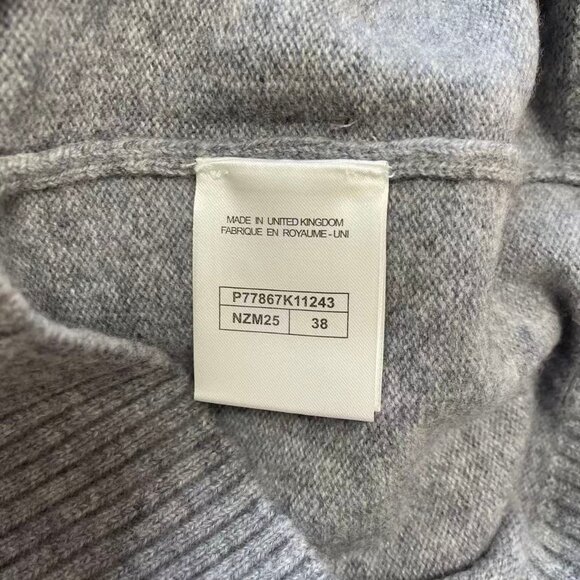 MADE IN UNITED KINGDOM
FABRIQUE EN ROYAUME-UNI
P77867K11243
NZM25 38